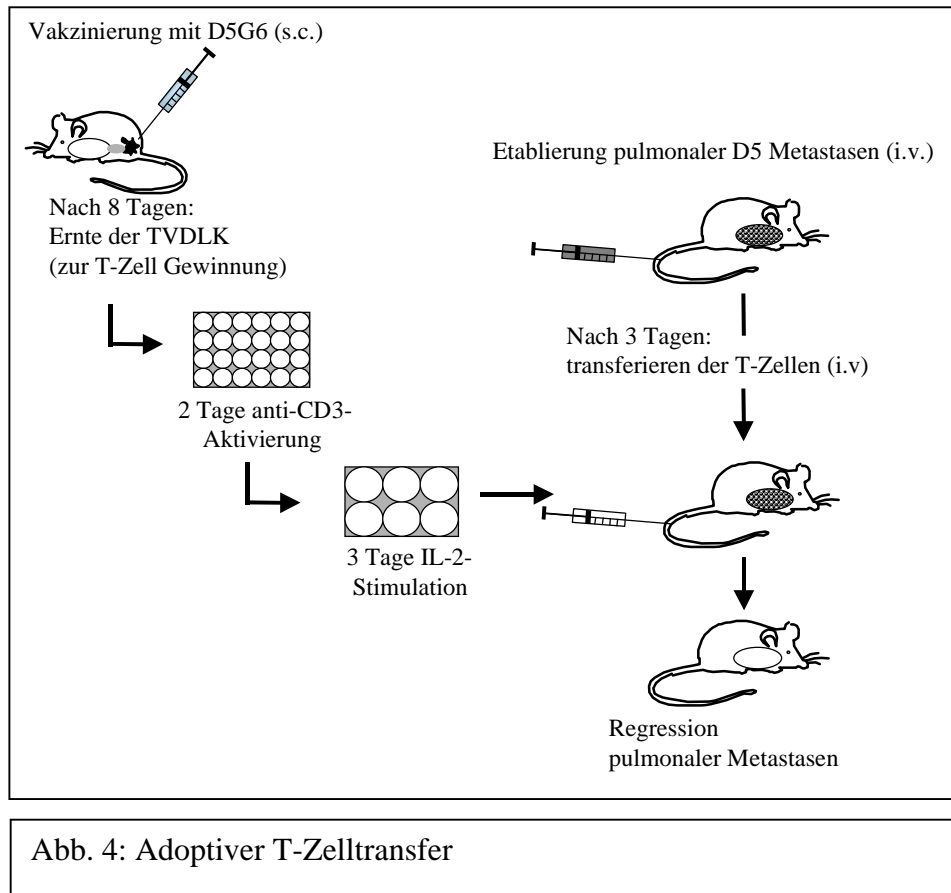 Vakzinierung mit D5G6 (s.c.)
Etablierung pulmonaler D5 Metastasen (i.v.)
Nach 8 Tagen:
Ernte der TVDLK
(zur T-Zell Gewinnung)
Nach 3 Tagen:
transferieren der T-Zellen (i.v)
2 Tage anti-CD3-
Aktivierung
3 Tage IL-2-
Stimulation
Regression
pulmonaler Metastasen
Abb. 4: Adoptiver T-Zelltransfer